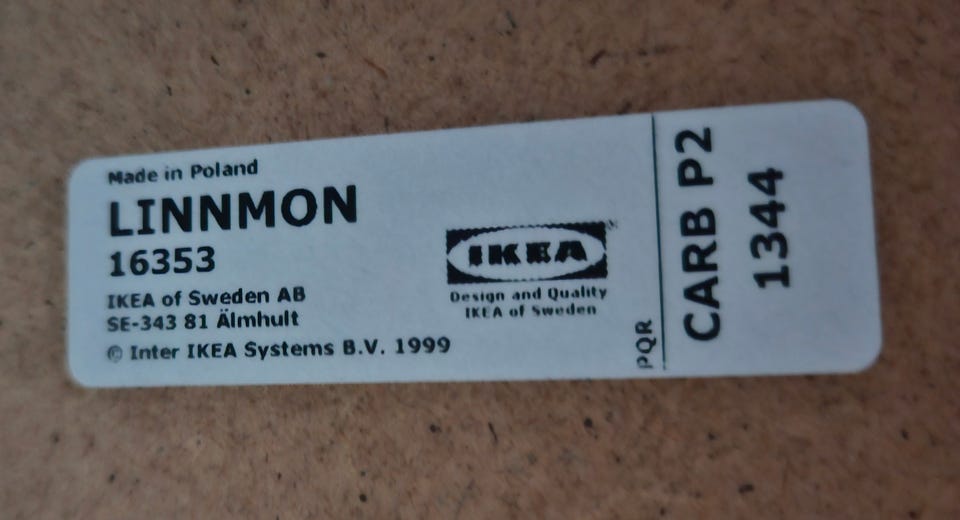 Made in Poland
LINNMON
16353
IKEA of Sweden AB
SE-343 81 Älmhult
© Inter IKEA Systems B.V. 1999
IKEA
Design and Quality
IKEA of Sweden
PQR
CARB P2
1344